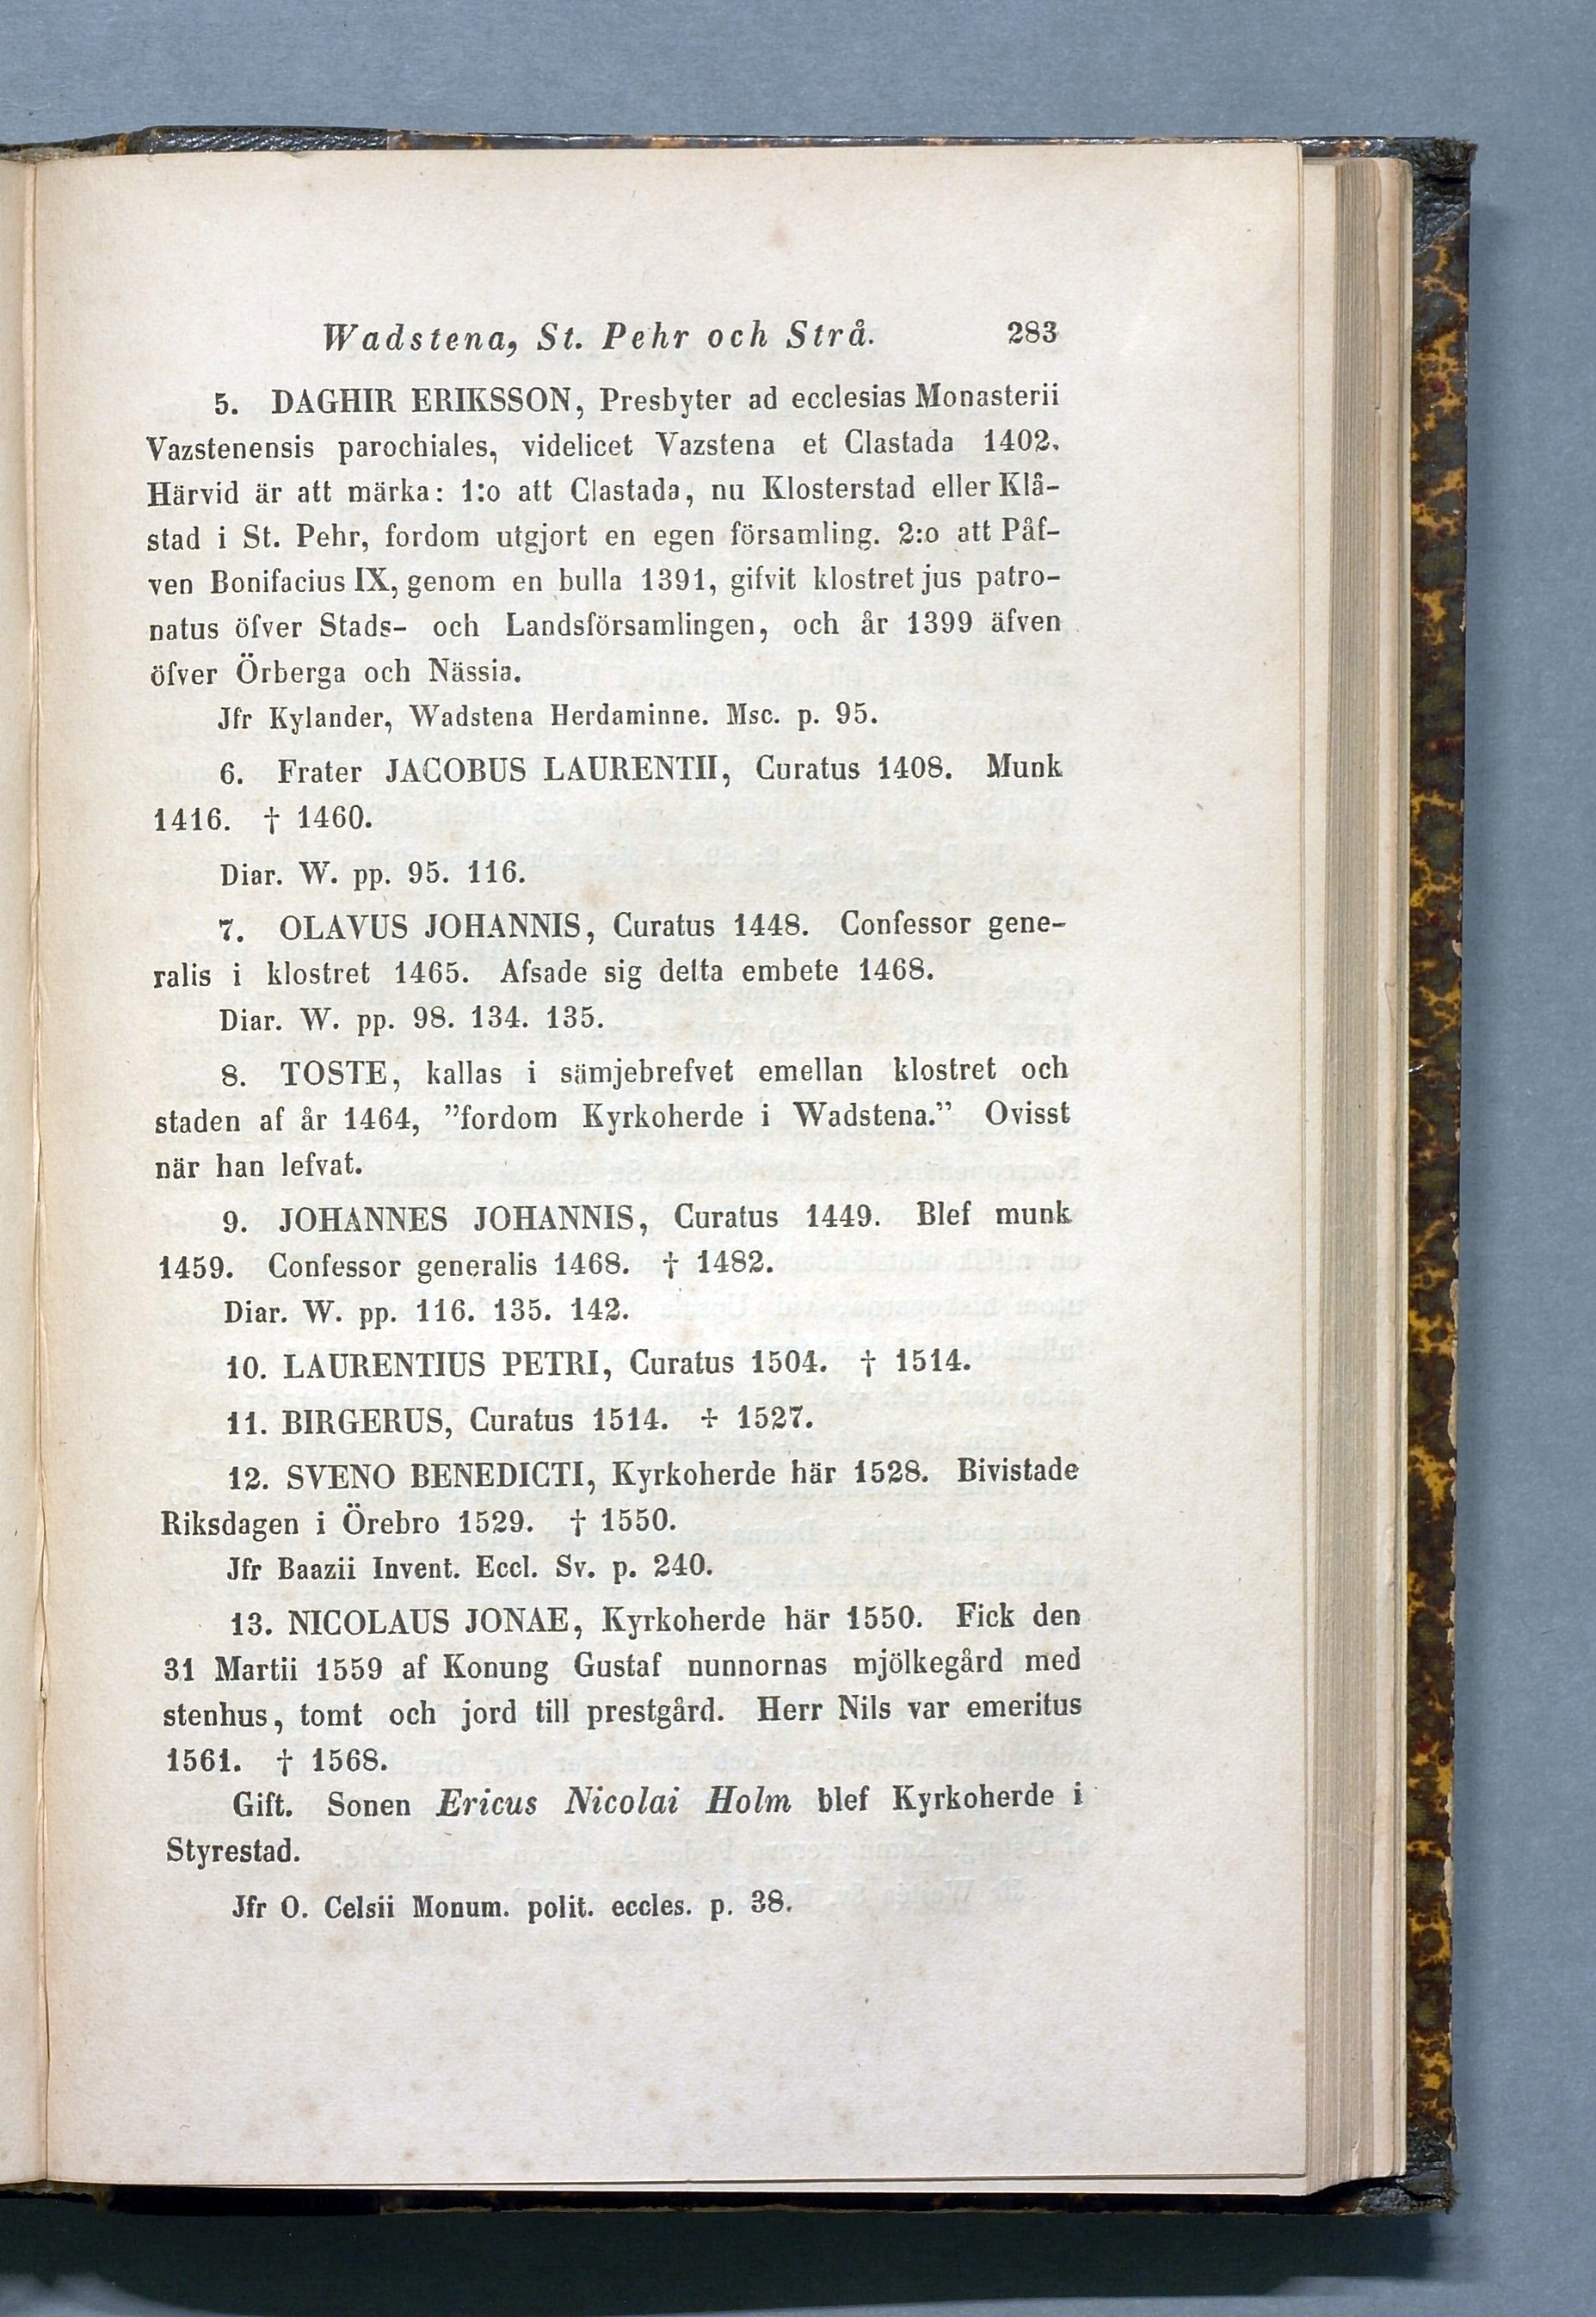 Wadstena, St. Pehr och Strå. 283
5. DAGHIR ERIKSSON, Presbyter ad ecclesias Monasterii
Vazstenensis parochiales, videlicet Vazstena et Clastada 1402.
Härvid är att märka: 1:o att Clastada, nu Klosterstad eller Klå-
stad i St. Pehr, fordom utgjort en egen församling. 2:o att Påf-
ven Bonifacius IX, genom en bulla 1391, gifvit klostret jus patro-
natus öfver Stads- och Landsförsamlingen, och år 1399 äfven
öfver Örberga och Nässia.
Jfr Kylander, Wadstena Herdaminne. Msc. p. 95.
6. Frater JACOBUS LAURENTII, Curatus 1408. Munk
1416. † 1460.
Diar. W. pp. 95. 116.
7. OLAVUS JOHANNIS, Curatus 1448. Confessor gene-
ralis i klostret 1465. Afsade sig detta embete 1468.
Diar. W. pp. 98. 134. 135.
8. TOSTE, kallas i sämjebrefvet emellan klostret och
staden af år 1464, ”fordom Kyrkoherde i Wadstena.” Ovisst
när han lefvat.
9. JOHANNES JOHANNIS, Curatus 1449. Blef munk
1459. Confessor generalis 1468. † 1482.
Diar. W. pp. 116. 135. 142.
10. LAURENTIUS PETRI, Curatus 1504. † 1514.
11. BIRGERUS, Curatus 1514. † 1527.
12. SVENO BENEDICTI, Kyrkoherde här 1528. Bivistade
Riksdagen i Örebro 1529. † 1550.
Jfr Baazii Invent. Eccl. Sv. p. 240.
13. NICOLAUS JONAE, Kyrkoherde här 1550. Fick den
31 Martii 1559 af Konung Gustaf nunnornas mjölkegård med
stenhus, tomt och jord till prestgård. Herr Nils var emeritus
1561. † 1568.
Gift. Sonen Ericus Nicolai Holm blef Kyrkoherde i
Styrestad.
Jfr O. Celsii Monum. polit. eccles. p. 38.